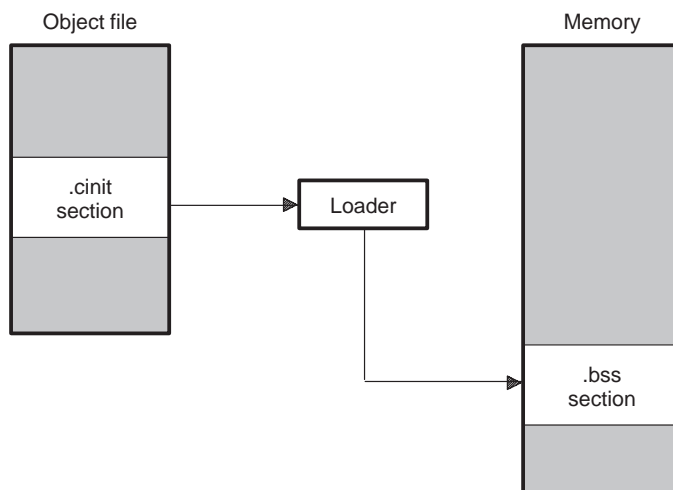 Object file
Memory
.cinit
section
Loader
.bss
section